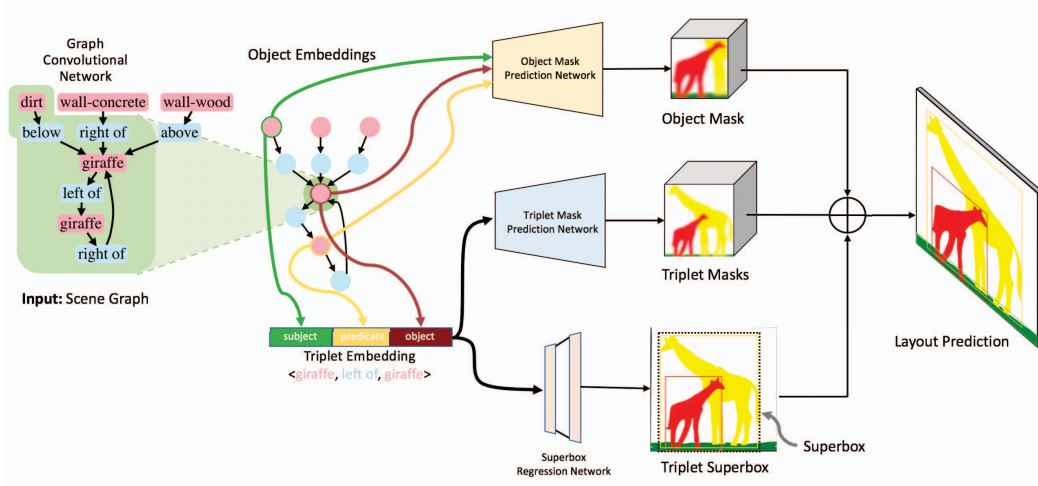 Graph
Convolutional
Network
dirt
wall-concrete
wall-wood
below
right of
above
giraffe
left of
giraffe
right of
Input: Scene Graph
Object Embeddings
subject
predicate
object
Triplet Embedding
<giraffe, left of, giraffe>
Object Mask
Prediction Network
Object Mask
Triplet Mask
Prediction Network
Triplet Masks
Superbox
Regression Network
Triplet Superbox
Superbox
Layout Prediction